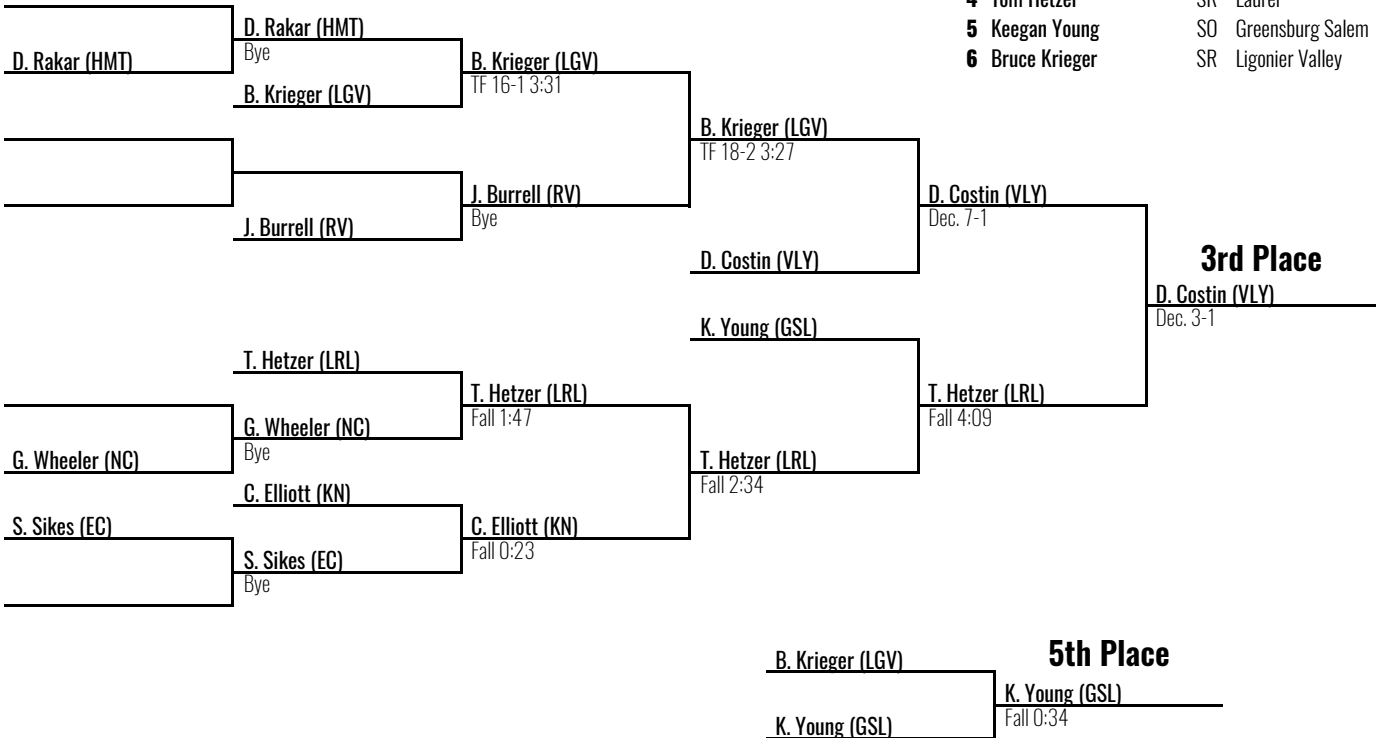 4 Tom Hetzer SR Laurel
D. Rakar (HMT)
5 Keegan Young SO Greensburg Salem
Bye
D. Rakar (HMT)
B. Krieger (LGV)
6 Bruce Krieger SR Ligonier Valley
TF 16-1 3:31
B. Krieger (LGV)
B. Krieger (LGV)
TF 18-2 3:27
J. Burrell (RV)
D. Costin (VLY)
Bye
Dec. 7-1
J. Burrell (RV)
D. Costin (VLY)
3rd Place
D. Costin (VLY)
Dec. 3-1
K. Young (GSL)
T. Hetzer (LRL)
T. Hetzer (LRL)
T. Hetzer (LRL)
Fall 1:47
Fall 4:09
G. Wheeler (NC)
Bye
G. Wheeler (NC)
T. Hetzer (LRL)
Fall 2:34
C. Elliott (KN)
S. Sikes (EC)
C. Elliott (KN)
Fall 0:23
S. Sikes (EC)
Bye
5th Place
B. Krieger (LGV)
K. Young (GSL)
Fall 0:34
K. Young (GSL)